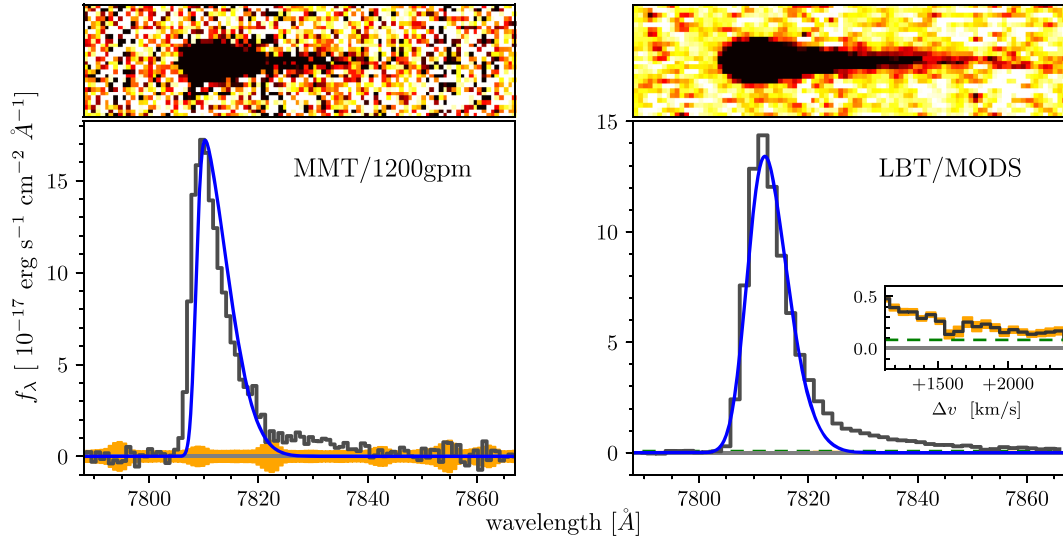 f_λ [ 10⁻¹⁷ erg s⁻¹ cm⁻² Å⁻¹ ]
MMT/1200gpm
15
10
5
0
7800 7820 7840 7860
LBT/MODS
15
10
5
0
7800 7820 7840 7860
0.5
0.0
+1500 +2000
Δv [km/s]
wavelength [Å]